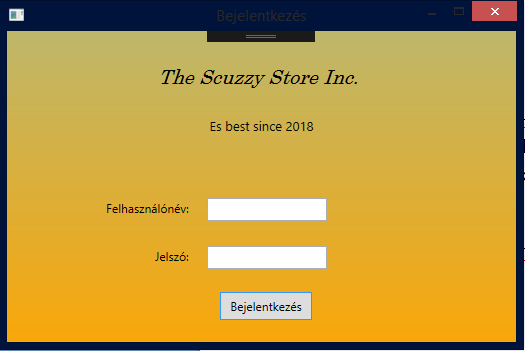 Bejelentkezés
The Scuzzy Store Inc.
Es best since 2018
Felhasználónév:
Jelszó:
Bejelentkezés